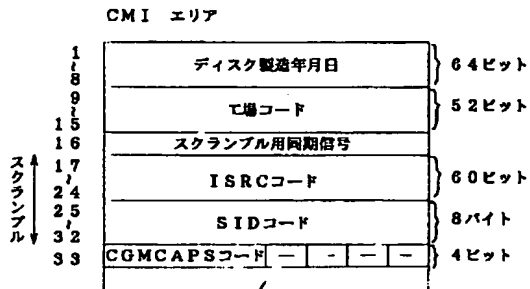 CMI エリア
1
≀
8
ディスク製造年月日
64ビット
9
≀
15
工場コード
52ビット
16
スクランブル用同期信号
スクランブル
17
≀
24
ISRCコード
60ビット
25
≀
32
SIDコード
8バイト
33
CGMCAPSコード
— - — —
4ビット